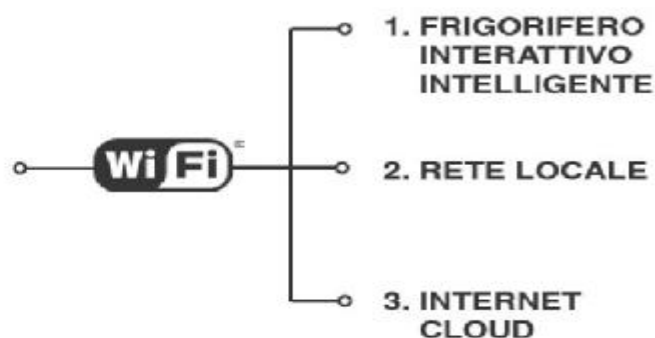 1. FRIGORIFERO
INTERATTIVO
INTELLIGENTE
Wi Fi
2. RETE LOCALE
3. INTERNET
CLOUD